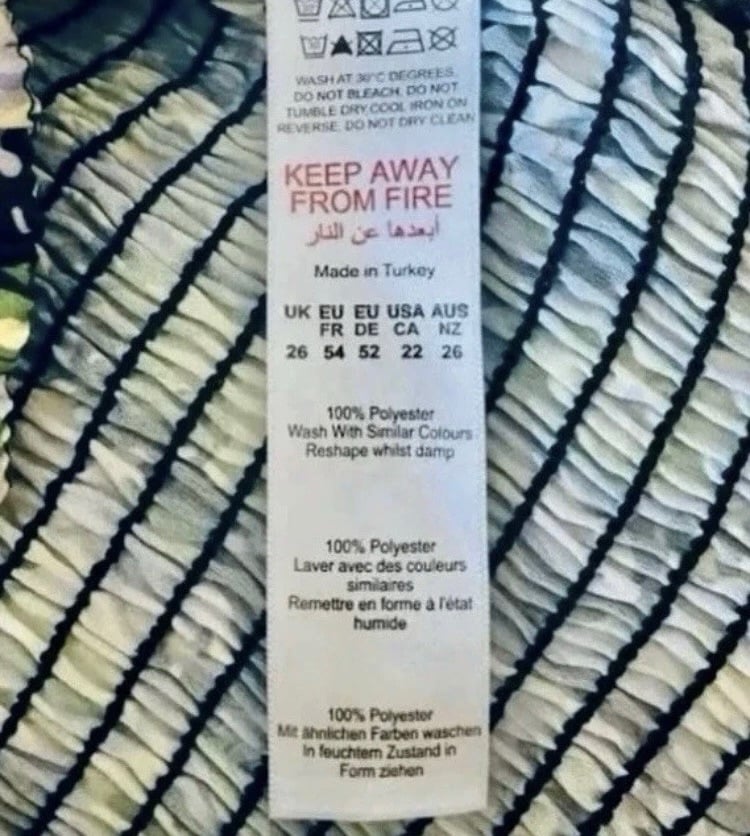 WASH AT 30°C DEGREES.
DO NOT BLEACH. DO NOT
TUMBLE DRY.COOL IRON ON
REVERSE. DO NOT DRY CLEAN
KEEP AWAY
FROM FIRE
أبعدها عن النار
Made in Turkey
UK EU EU USA AUS
FR DE CA NZ
26 54 52 22 26
100% Polyester
Wash With Similar Colours
Reshape whilst damp
100% Polyester
Laver avec des couleurs
similaires
Remettre en forme à l'état
humide
100% Polyester
Mit ähnlichen Farben waschen
In feuchtem Zustand in
Form ziehen